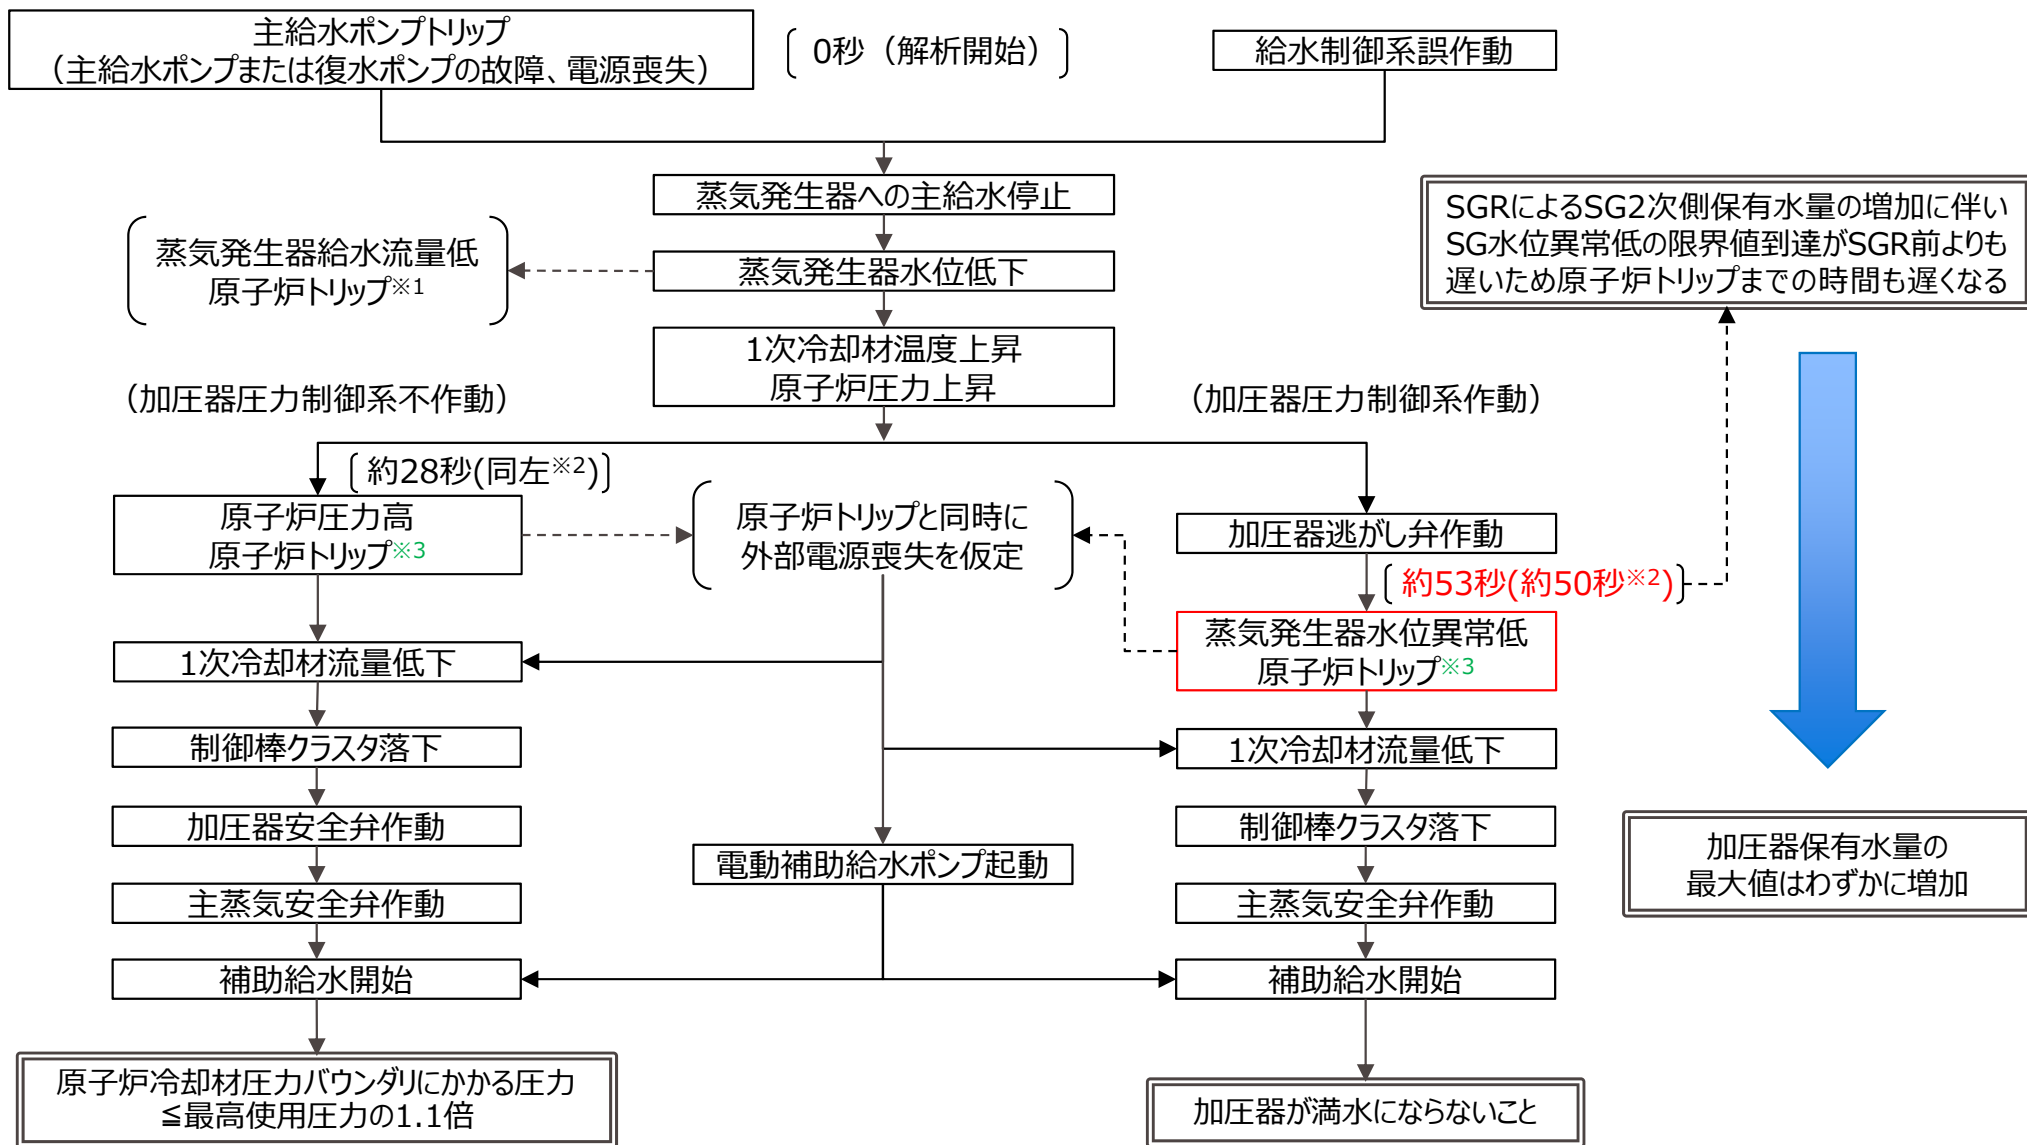 主給水ポンプトリップ
（主給水ポンプまたは復水ポンプの故障、電源喪失）
0秒（解析開始）
給水制御系誤作動
蒸気発生器への主給水停止
蒸気発生器給水流量低
原子炉トリップ※1
蒸気発生器水位低下
SGRによるSG2次側保有水量の増加に伴い
SG水位異常低の限界値到達がSGR前よりも
遅いため原子炉トリップまでの時間も遅くなる
1次冷却材温度上昇
原子炉圧力上昇
（加圧器圧力制御系不作動）
（加圧器圧力制御系作動）
約28秒(同左※2)
原子炉圧力高
原子炉トリップ※3
原子炉トリップと同時に
外部電源喪失を仮定
加圧器逃がし弁作動
約53秒(約50秒※2)
蒸気発生器水位異常低
原子炉トリップ※3
1次冷却材流量低下
1次冷却材流量低下
制御棒クラスタ落下
制御棒クラスタ落下
加圧器安全弁作動
電動補助給水ポンプ起動
加圧器保有水量の
最大値はわずかに増加
主蒸気安全弁作動
主蒸気安全弁作動
補助給水開始
補助給水開始
原子炉冷却材圧力バウンダリにかかる圧力
≦最高使用圧力の1.1倍
加圧器が満水にならないこと